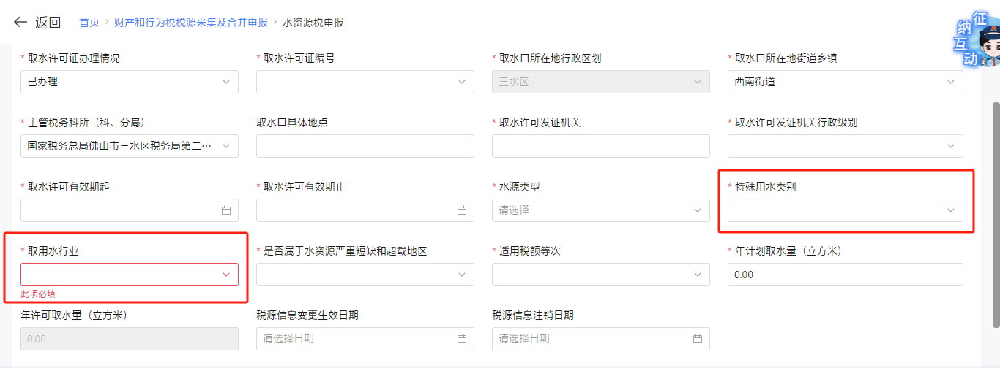 返回 首页 > 财产和行为税税源采集及合并申报 > 水资源税申报
征纳互动
* 取水许可证办理情况 * 取水许可证编号 * 取水口所在地行政区划 * 取水口所在地街道乡镇
已办理 三水区 西南街道
* 主管税务科所（科、分局） 取水口具体地点 * 取水许可发证机关 * 取水许可发证机关行政级别
国家税务总局佛山市三水区税务局第二…
* 取水许可有效期起 * 取水许可有效期止 * 水源类型 * 特殊用水类别
请选择
* 取用水行业 * 是否属于水资源严重短缺和超载地区 * 适用税额等次 * 年计划取水量（立方米）
0.00
此项必填
年许可取水量（立方米） 税源信息变更生效日期 税源信息注销日期
0.00 请选择日期 请选择日期